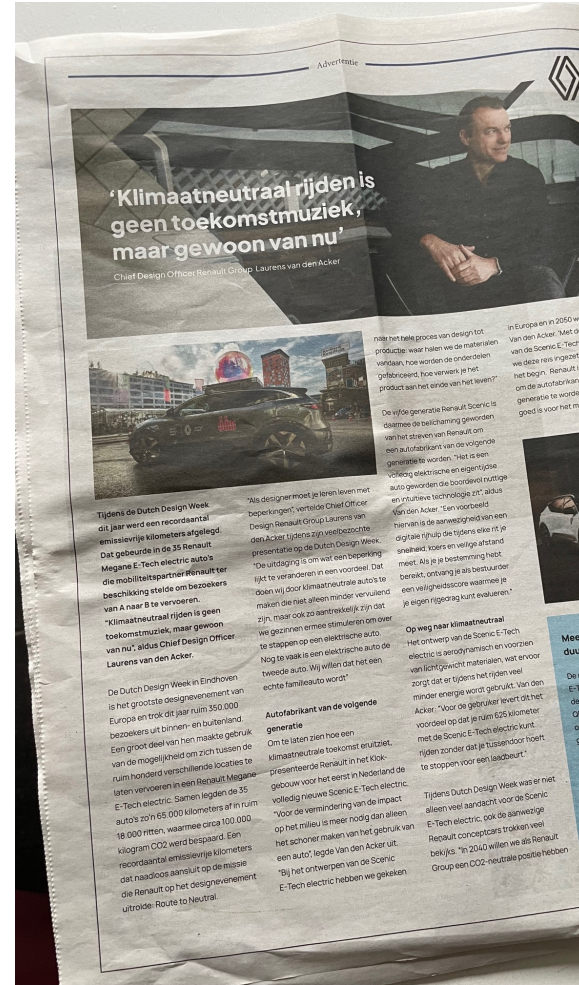 Advertentie
‘Klimaatneutraal rijden is
geen toekomstmuziek,
maar gewoon van nu’
Chief Design Officer Renault Group Laurens van den Acker
Tijdens de Dutch Design Week
dit jaar werd een recordaantal
emissievrije kilometers afgelegd.
Dat gebeurde in de 35 Renault
Megane E-Tech electric auto's
die mobiliteitspartner Renault ter
beschikking stelde om bezoekers
van A naar B te vervoeren.
"Klimaatneutraal rijden is geen
toekomstmuziek, maar gewoon
van nu", aldus Chief Design Officer
Laurens van den Acker.
De Dutch Design Week in Eindhoven
is het grootste designevenement van
Europa en trok dit jaar ruim 350.000
bezoekers uit binnen- en buitenland.
Een groot deel van hen maakte gebruik
van de mogelijkheid om zich tussen de
ruim honderd verschillende locaties te
laten vervoeren in een Renault Megane
E-Tech electric. Samen legden de 35
auto's zo'n 65.000 kilometers af in ruim
18.000 ritten, waarmee circa 100.000
kilogram CO2 werd bespaard. Een
recordaantal emissievrije kilometers
dat naadloos aansluit op de missie
die Renault op het designevenement
uitrolde: Route to Neutral.
"Als designer moet je leren leven met
beperkingen", vertelde Chief Officer
Design Renault Group Laurens van
den Acker tijdens zijn veelbezochte
presentatie op de Dutch Design Week.
"De uitdaging is om wat een beperking
lijkt te veranderen in een voordeel. Dat
doen wij door klimaatneutrale auto's te
maken die niet alleen minder vervuilend
zijn, maar ook zo aantrekkelijk zijn dat
we gezinnen ermee stimuleren om over
te stappen op een elektrische auto.
Nog te vaak is een elektrische auto de
tweede auto. Wij willen dat het een
echte familieauto wordt"
Autofabrikant van de volgende
generatie
Om te laten zien hoe een
klimaatneutrale toekomst eruitziet,
presenteerde Renault in het Klok-
gebouw voor het eerst in Nederland de
volledig nieuwe Scenic E-Tech electric.
"Voor de vermindering van de impact
op het milieu is meer nodig dan alleen
het schoner maken van het gebruik van
een auto", legde Van den Acker uit.
"Bij het ontwerpen van de Scenic
E-Tech electric hebben we gekeken
naar het hele proces van design tot
productie: waar halen we de materialen
vandaan, hoe worden de onderdelen
gefabriceerd, hoe verwerk je het
product aan het einde van het leven?"
De vijfde generatie Renault Scenic is
daarmee de belichaming geworden
van het streven van Renault om
een autofabrikant van de volgende
generatie te worden. "Het is een
volledig elektrische en eigentijdse
auto geworden die boordevol nuttige
en intuïtieve technologie zit", aldus
Van den Acker. "Een voorbeeld
hiervan is de aanwezigheid van een
digitale rijhulp die tijdens elke rit je
snelheid, koers en veilige afstand
meet. Als je je bestemming hebt
bereikt, ontvang je als bestuurder
een veiligheidsscore waarmee je
je eigen rijgedrag kunt evalueren."
Op weg naar klimaatneutraal
Het ontwerp van de Scenic E-Tech
electric is aerodynamisch en voorzien
van lichtgewicht materialen, wat ervoor
zorgt dat er tijdens het rijden veel
minder energie wordt gebruikt. Van den
Acker: "Voor de gebruiker levert dit het
voordeel op dat je ruim 625 kilometer
met de Scenic E-Tech electric kunt
rijden zonder dat je tussendoor hoeft
te stoppen voor een laadbeurt."
Tijdens Dutch Design Week was er niet
alleen veel aandacht voor de Scenic
E-Tech electric, ook de aanwezige
Renault conceptcars trokken veel
bekijks. "In 2040 willen we als Renault
Group een CO2-neutrale positie hebben
in Europa en in 2050 w
Van den Acker. "Met d
van de Scenic E-Tech
we deze reis ingezet
het begin. Renault i
om de autofabrikan
generatie te worde
goed is voor het m
Mee
duu
De
E-T